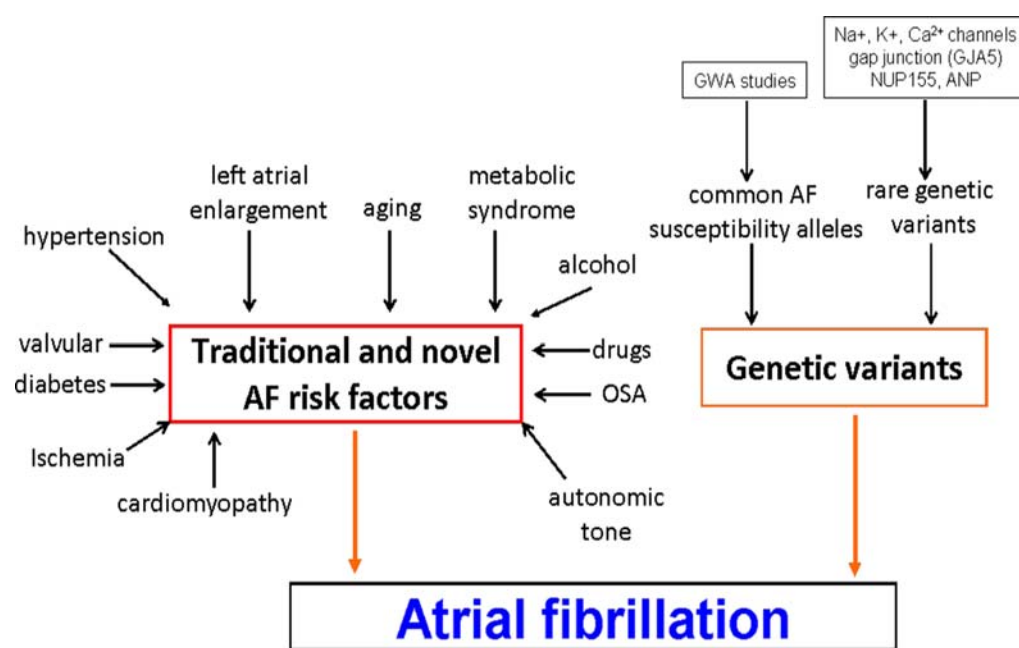 Na+, K+, Ca²⁺ channels
gap junction (GJA5)
NUP155, ANP
GWA studies
left atrial
enlargement
aging
metabolic
syndrome
common AF
susceptibility alleles
rare genetic
variants
hypertension
alcohol
valvular
diabetes
Ischemia
cardiomyopathy
Traditional and novel
AF risk factors
drugs
OSA
autonomic
tone
Genetic variants
Atrial fibrillation